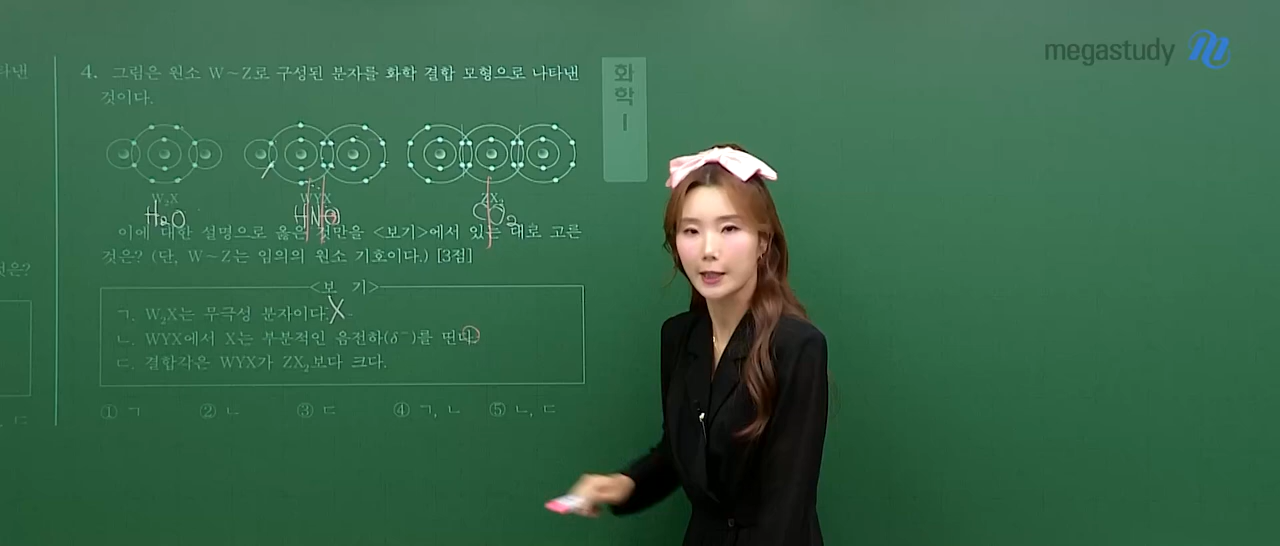 megastudy
타낸
4. 그림은 원소 W~Z로 구성된 분자를 화학 결합 모형으로 나타낸
것이다.
화학 I
W₂X WYX ZX₂
H₂O HNO CO₂
이에 대한 설명으로 옳은 것만을 <보기>에서 있는 대로 고른
것은? (단, W~Z는 임의의 원소 기호이다.) [3점]
것은?
<보 기>
ㄱ. W₂X는 무극성 분자이다. X
ㄴ. WYX에서 X는 부분적인 음전하(δ⁻)를 띤다.
ㄷ. 결합각은 WYX가 ZX₂보다 크다.
① ㄱ ② ㄴ ③ ㄷ ④ ㄱ, ㄴ ⑤ ㄴ, ㄷ
ㄷ